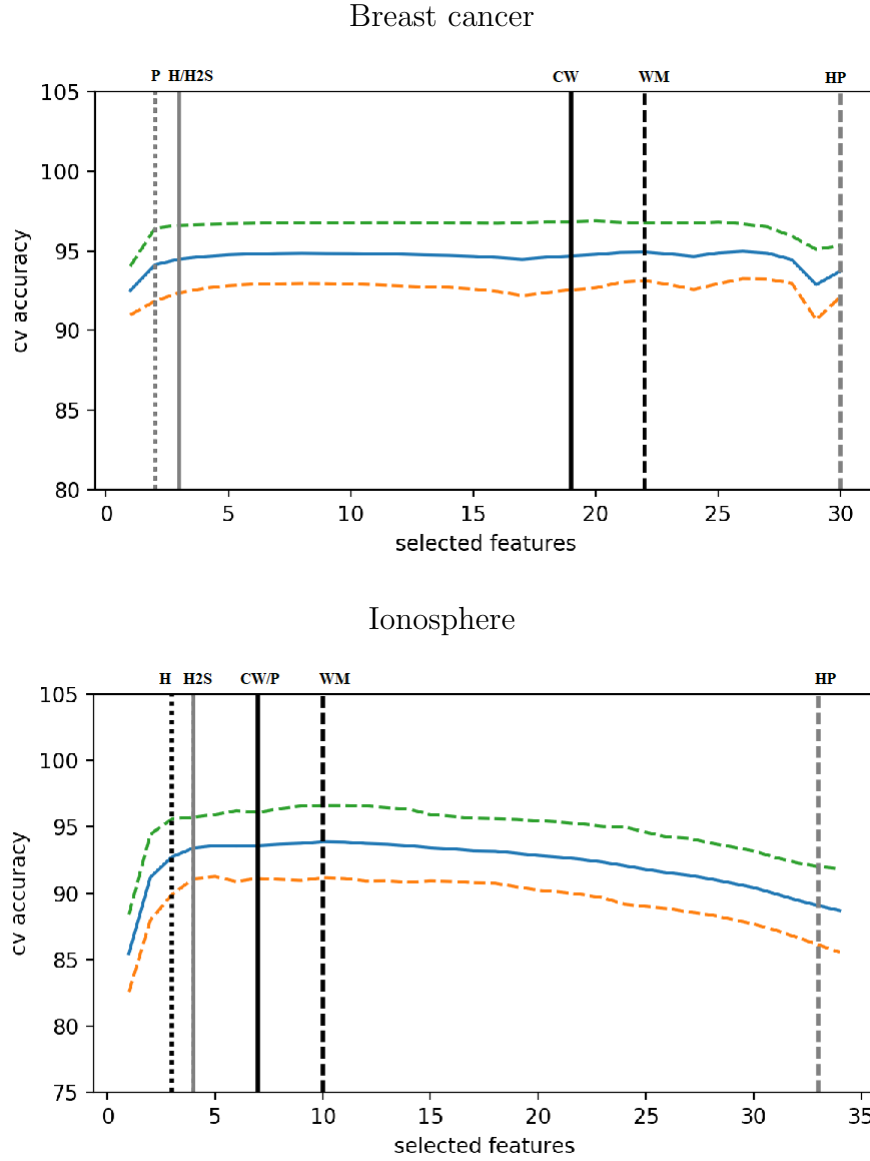 Breast cancer
P H/H2S CW WM HP
105
100
95
90
85
80
cv accuracy
0 5 10 15 20 25 30
selected features
Ionosphere
H H2S CW/P WM HP
105
100
95
90
85
80
75
cv accuracy
0 5 10 15 20 25 30 35
selected features